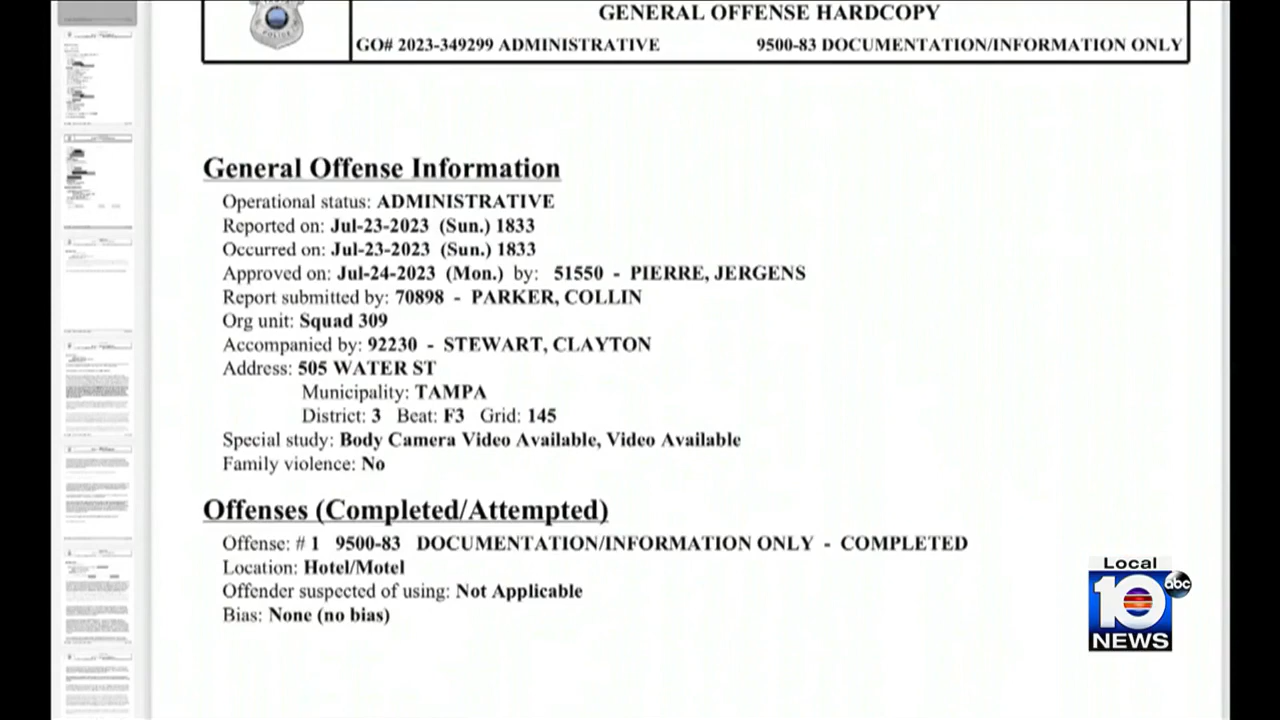 POLICE
GENERAL OFFENSE HARDCOPY
GO# 2023-349299 ADMINISTRATIVE 9500-83 DOCUMENTATION/INFORMATION ONLY
General Offense Information
Operational status: ADMINISTRATIVE
Reported on: Jul-23-2023 (Sun.) 1833
Occurred on: Jul-23-2023 (Sun.) 1833
Approved on: Jul-24-2023 (Mon.) by: 51550 - PIERRE, JERGENS
Report submitted by: 70898 - PARKER, COLLIN
Org unit: Squad 309
Accompanied by: 92230 - STEWART, CLAYTON
Address: 505 WATER ST
Municipality: TAMPA
District: 3 Beat: F3 Grid: 145
Special study: Body Camera Video Available, Video Available
Family violence: No
Offenses (Completed/Attempted)
Offense: # 1 9500-83 DOCUMENTATION/INFORMATION ONLY - COMPLETED
Location: Hotel/Motel
Offender suspected of using: Not Applicable
Bias: None (no bias)
Local
10 abc
NEWS